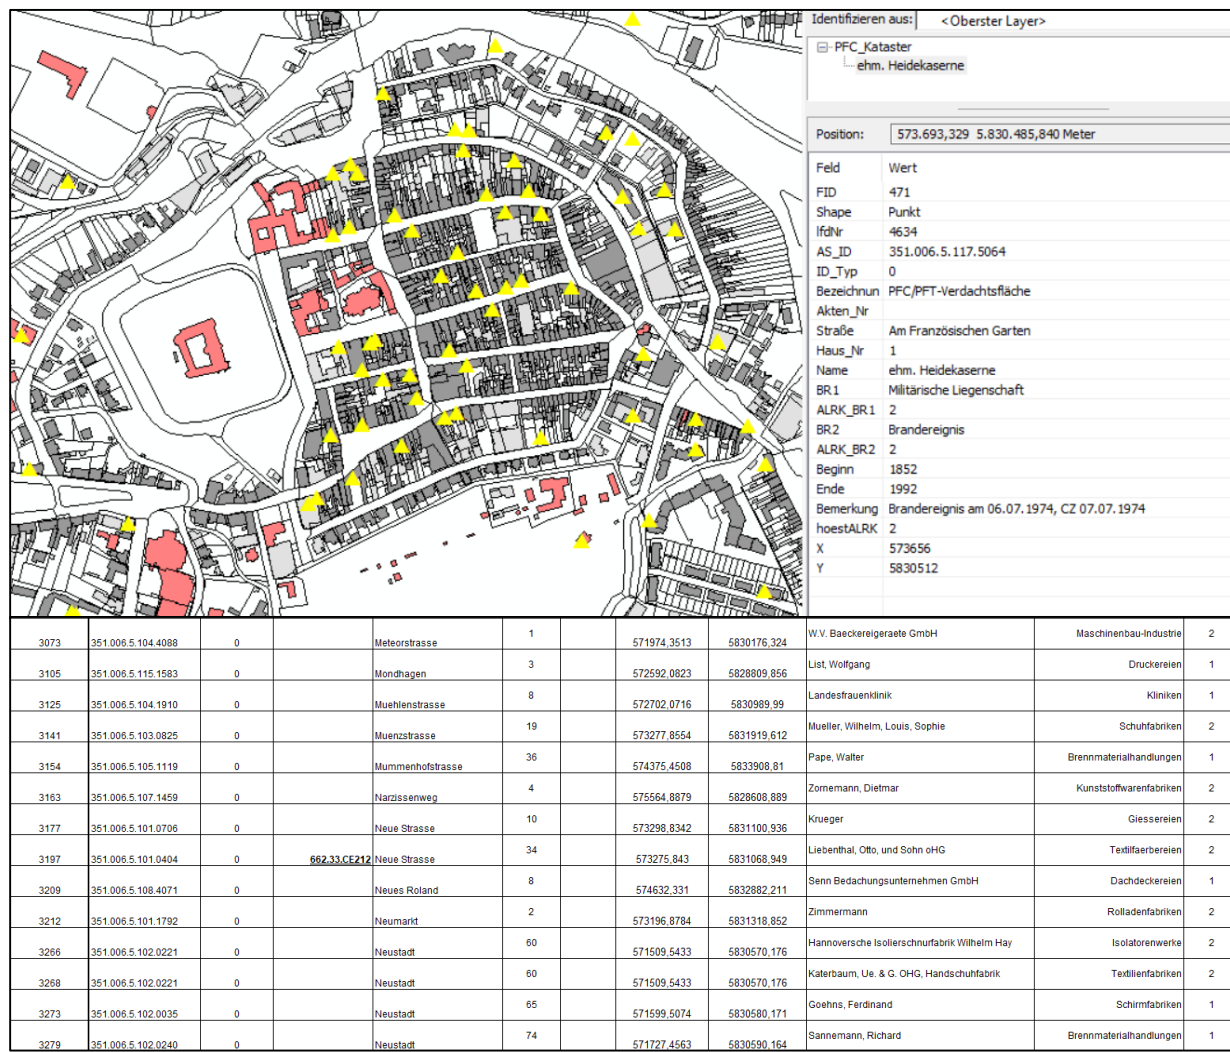 Identifizieren aus: <Oberster Layer>
PFC_Kataster
ehm. Heidekaserne
Position: 573.693,329 5.830.485,840 Meter
Feld Wert
FID 471
Shape Punkt
lfdNr 4634
AS_ID 351.006.5.117.5064
ID_Typ 0
Bezeichnun PFC/PFT-Verdachtsfläche
Akten_Nr
Straße Am Französischen Garten
Haus_Nr 1
Name ehm. Heidekaserne
BR1 Militärische Liegenschaft
ALRK_BR1 2
BR2 Brandereignis
ALRK_BR2 2
Beginn 1852
Ende 1992
Bemerkung Brandereignis am 06.07.1974, CZ 07.07.1974
hoestALRK 2
X 573656
Y 5830512
3073 351.006.5.104.4088 0 Meteorstrasse 1 571974,3513 5830176,324 W.V. Baeckereigeraete GmbH Maschinenbau-Industrie 2
3105 351.006.5.115.1583 0 Mondhagen 3 572592,0823 5828809,856 List, Wolfgang Druckereien 1
3125 351.006.5.104.1910 0 Muehlenstrasse 8 572702,0716 5830989,99 Landesfrauenklinik Kliniken 1
3141 351.006.5.103.0825 0 Muenzstrasse 19 573277,8554 5831919,612 Mueller, Wilhelm, Louis, Sophie Schuhfabriken 2
3154 351.006.5.105.1119 0 Mummenhofstrasse 36 574375,4508 5833908,81 Pape, Walter Brennmaterialhandlungen 1
3163 351.006.5.107.1459 0 Narzissenweg 4 575564,8879 5828608,889 Zornemann, Dietmar Kunststoffwarenfabriken 2
3177 351.006.5.101.0706 0 Neue Strasse 10 573298,8342 5831100,936 Krueger Giessereien 2
3197 351.006.5.101.0404 0 662.33.CE212 Neue Strasse 34 573275,843 5831068,949 Liebenthal, Otto, und Sohn oHG Textilfaerbereien 2
3209 351.006.5.108.4071 0 Neues Roland 8 574632,331 5832882,211 Senn Bedachungsunternehmen GmbH Dachdeckereien 1
3212 351.006.5.101.1792 0 Neumarkt 2 573196,8784 5831318,852 Zimmermann Rolladenfabriken 2
3266 351.006.5.102.0221 0 Neustadt 60 571509,5433 5830570,176 Hannoversche Isolierschnurfabrik Wilhelm Hay Isolatorenwerke 2
3268 351.006.5.102.0221 0 Neustadt 60 571509,5433 5830570,176 Katerbaum, Ue. & G. OHG, Handschuhfabrik Textilienfabriken 2
3273 351.006.5.102.0035 0 Neustadt 65 571599,5074 5830580,171 Goehns, Ferdinand Schirmfabriken 1
3279 351.006.5.102.0240 0 Neustadt 74 571727,4563 5830590,164 Sannemann, Richard Brennmaterialhandlungen 1